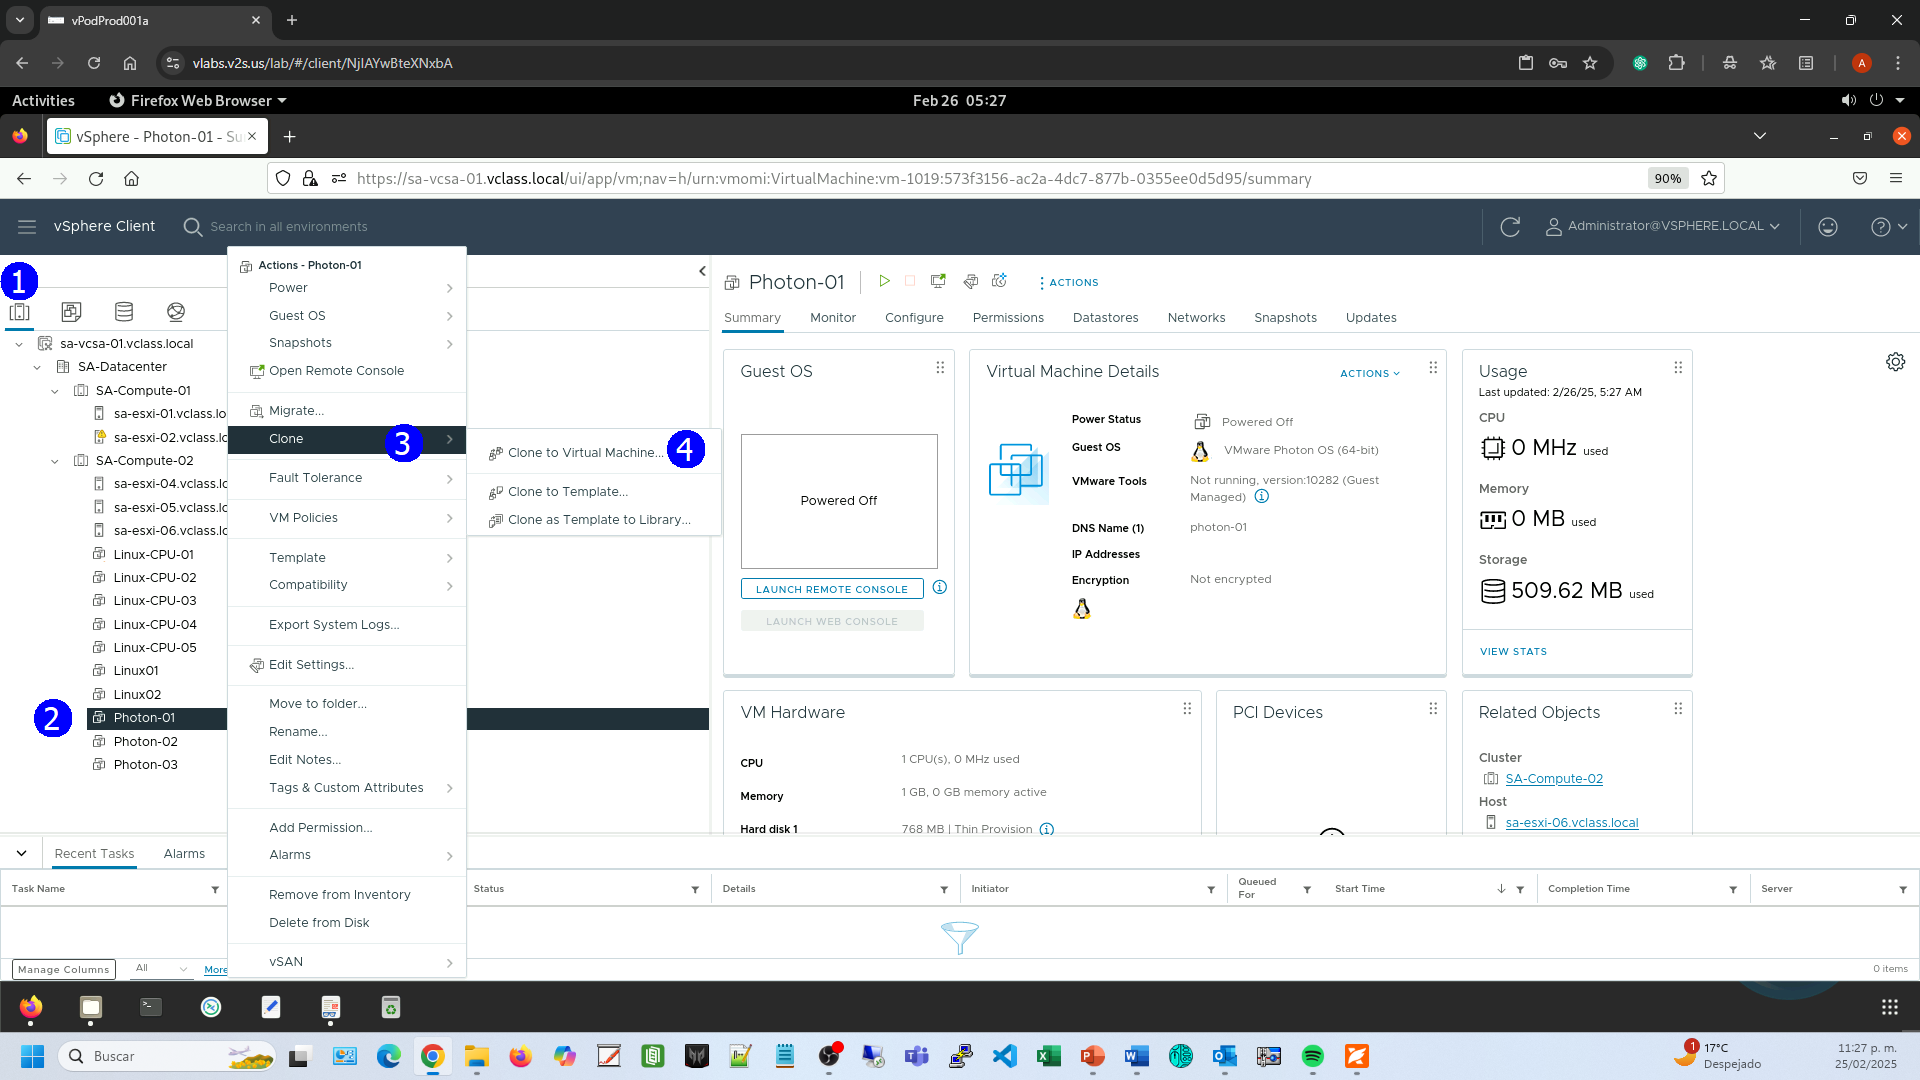 vPodProd001a
vlabs.v2s.us/lab/#/client/NjIAYwBteXNxbA
A
Activities
Firefox Web Browser
Feb 26 05:27
vSphere - Photon-01 - Su
https://sa-vcsa-01.vclass.local/ui/app/vm;nav=h/urn:vmomi:VirtualMachine:vm-1019:573f3156-ac2a-4dc7-877b-0355ee0d5d95/summary
90%
vSphere Client
Search in all environments
Administrator@VSPHERE.LOCAL
1
sa-vcsa-01.vclass.local
SA-Datacenter
SA-Compute-01
sa-esxi-01.vclass.lo
sa-esxi-02.vclass.lc
SA-Compute-02
sa-esxi-04.vclass.lc
sa-esxi-05.vclass.lc
sa-esxi-06.vclass.lc
Linux-CPU-01
Linux-CPU-02
Linux-CPU-03
Linux-CPU-04
Linux-CPU-05
Linux01
Linux02
2
Photon-01
Photon-02
Photon-03
Actions - Photon-01
Power
Guest OS
Snapshots
Open Remote Console
Migrate...
Clone
3
Fault Tolerance
VM Policies
Template
Compatibility
Export System Logs...
Edit Settings...
Move to folder...
Rename...
Edit Notes...
Tags & Custom Attributes
Add Permission...
Alarms
Remove from Inventory
Delete from Disk
vSAN
Clone to Virtual Machine...
4
Clone to Template...
Clone as Template to Library...
Photon-01
ACTIONS
Summary
Monitor
Configure
Permissions
Datastores
Networks
Snapshots
Updates
Guest OS
Powered Off
LAUNCH REMOTE CONSOLE
LAUNCH WEB CONSOLE
Virtual Machine Details
ACTIONS
Power Status
Powered Off
Guest OS
VMware Photon OS (64-bit)
VMware Tools
Not running, version:10282 (Guest
Managed)
DNS Name (1)
photon-01
IP Addresses
Encryption
Not encrypted
Usage
Last updated: 2/26/25, 5:27 AM
CPU
0 MHz used
Memory
0 MB used
Storage
509.62 MB used
VIEW STATS
VM Hardware
CPU
1 CPU(s), 0 MHz used
Memory
1 GB, 0 GB memory active
Hard disk 1
768 MB | Thin Provision
PCI Devices
Related Objects
Cluster
SA-Compute-02
Host
sa-esxi-06.vclass.local
Recent Tasks
Alarms
Task Name
Status
Details
Initiator
Queued
For
Start Time
Completion Time
Server
Manage Columns
All
More
0 items
Buscar
1
17°C
Despejado
11:27 p. m.
25/02/2025